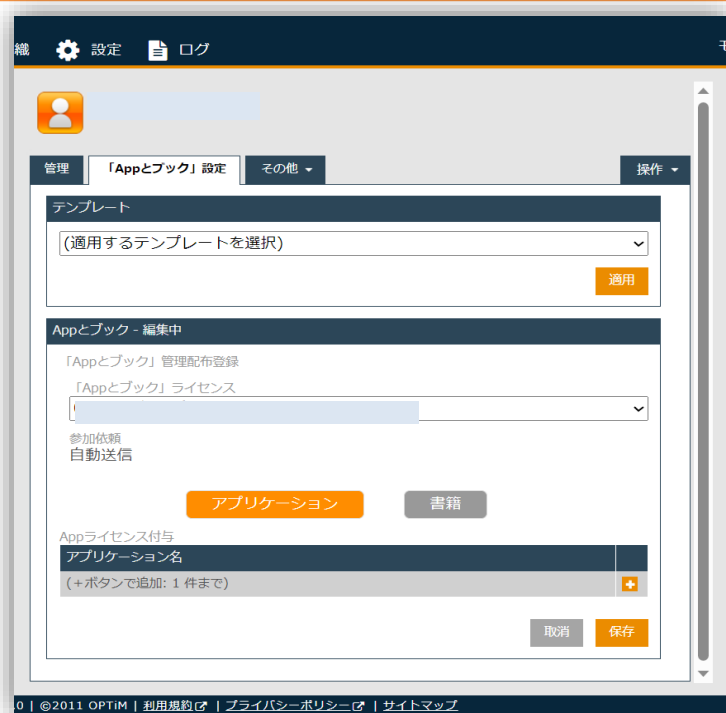 織 設定 ログ モ
管理 「Appとブック」設定 その他 操作
テンプレート
(適用するテンプレートを選択)
適用
Appとブック - 編集中
「Appとブック」管理配布登録
「Appとブック」ライセンス
参加依頼
自動送信
アプリケーション 書籍
Appライセンス付与
アプリケーション名
(+ボタンで追加: 1 件まで)
取消 保存
.0 | ©2011 OPTiM | 利用規約 | プライバシーポリシー | サイトマップ